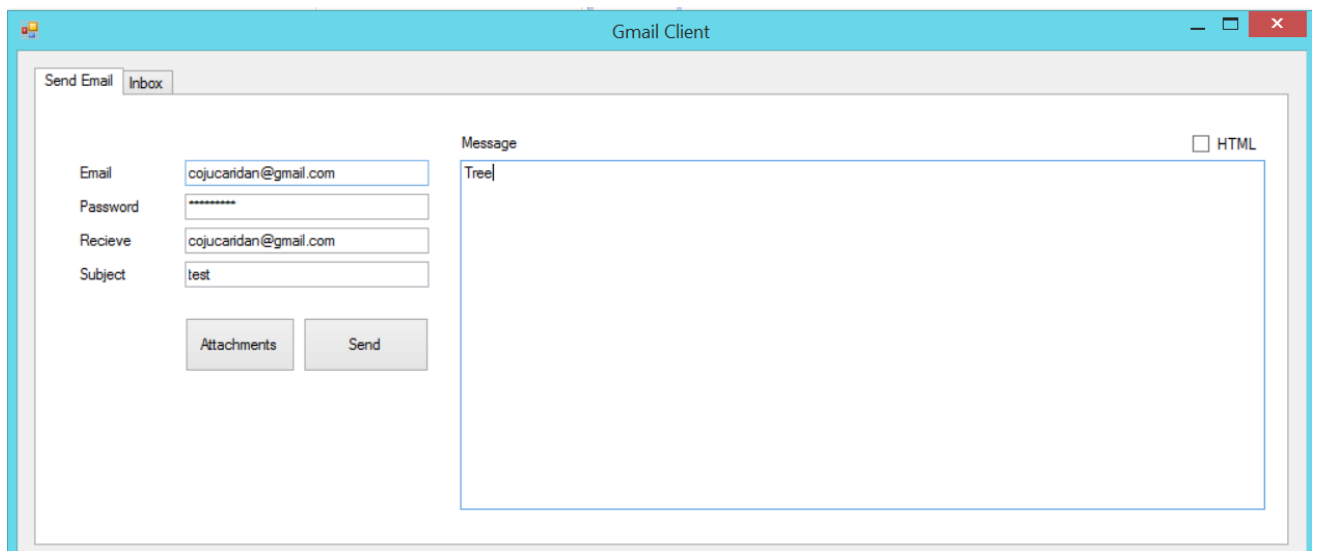 Gmail Client
Send Email Inbox
Message HTML
Email cojucaridan@gmail.com Tree
Password *********
Recieve cojucaridan@gmail.com
Subject test
Attachments Send